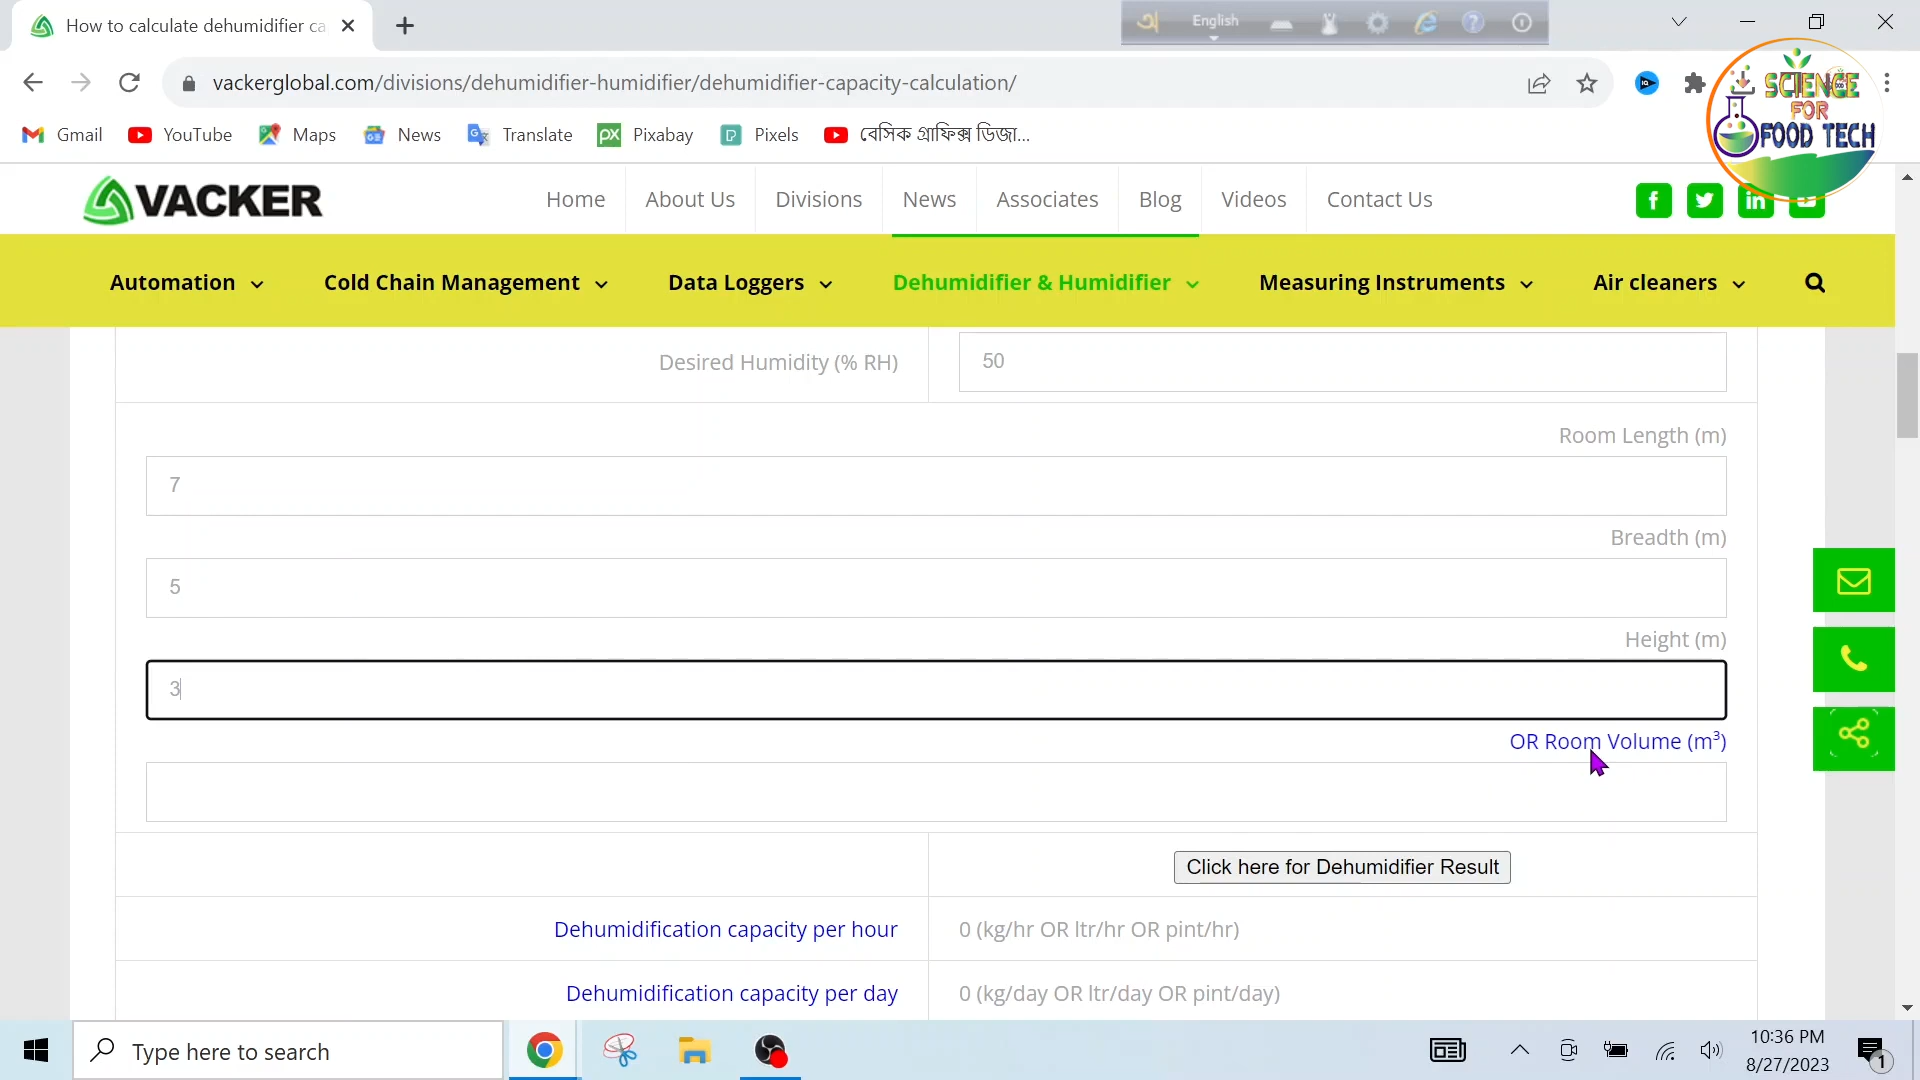 How to calculate dehumidifier ca
English
vackerglobal.com/divisions/dehumidifier-humidifier/dehumidifier-capacity-calculation/
SCIENCE
FOR
FOOD TECH
Gmail
YouTube
Maps
News
Translate
Pixabay
Pixels
বেসিক গ্রাফিক্স ডিজা...
VACKER
Home
About Us
Divisions
News
Associates
Blog
Videos
Contact Us
Automation
Cold Chain Management
Data Loggers
Dehumidifier & Humidifier
Measuring Instruments
Air cleaners
Desired Humidity (% RH)
50
Room Length (m)
7
Breadth (m)
5
Height (m)
3
OR Room Volume (m³)
Click here for Dehumidifier Result
Dehumidification capacity per hour
0 (kg/hr OR ltr/hr OR pint/hr)
Dehumidification capacity per day
0 (kg/day OR ltr/day OR pint/day)
Type here to search
10:36 PM
8/27/2023
1